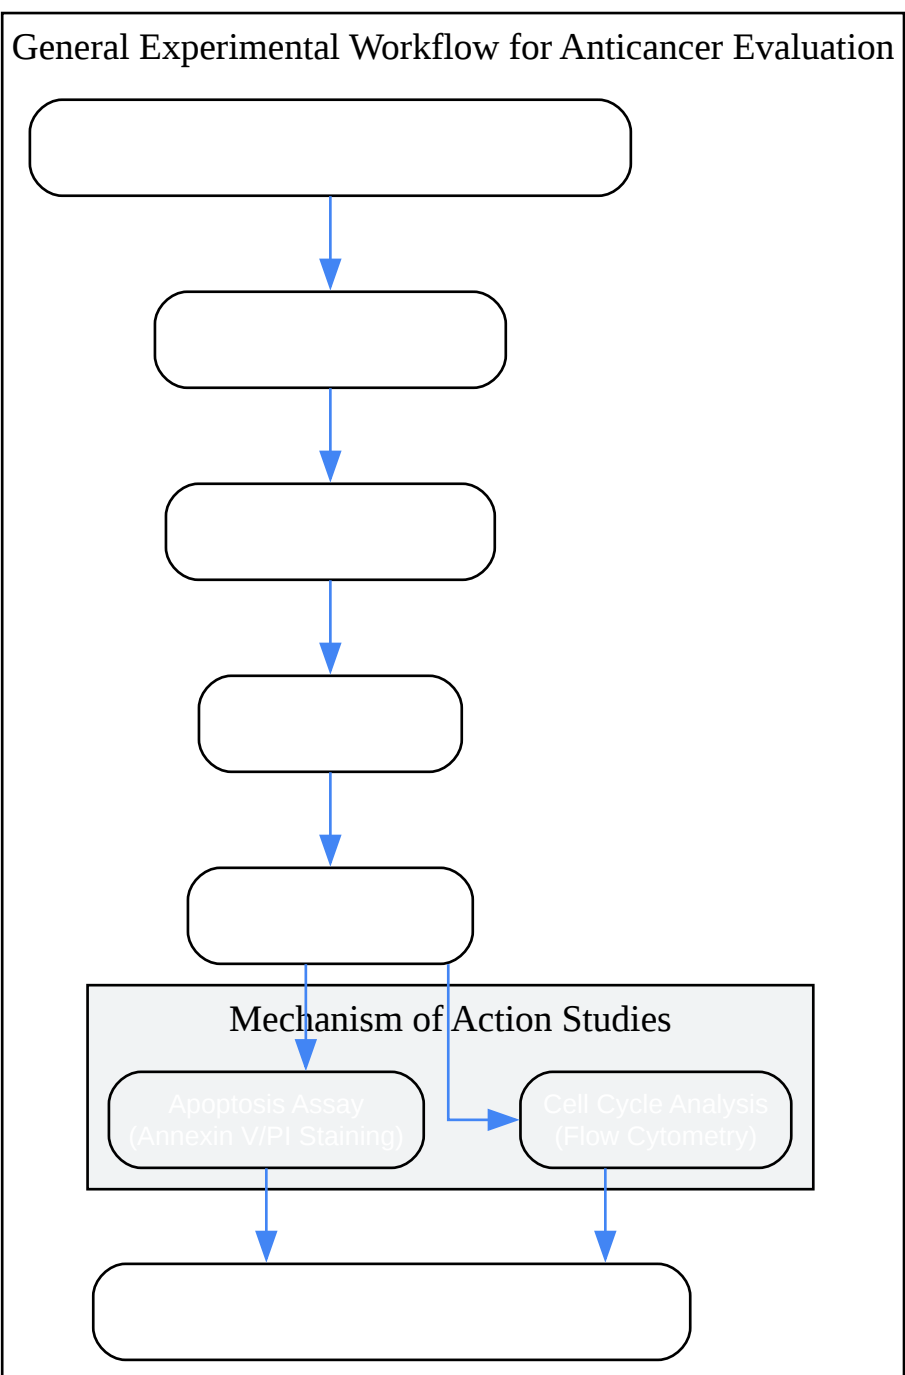 General Experimental Workflow for Anticancer Evaluation
Mechanism of Action Studies
Apoptosis Assay
(Annexin V/PI Staining)
Cell Cycle Analysis
(Flow Cytometry)